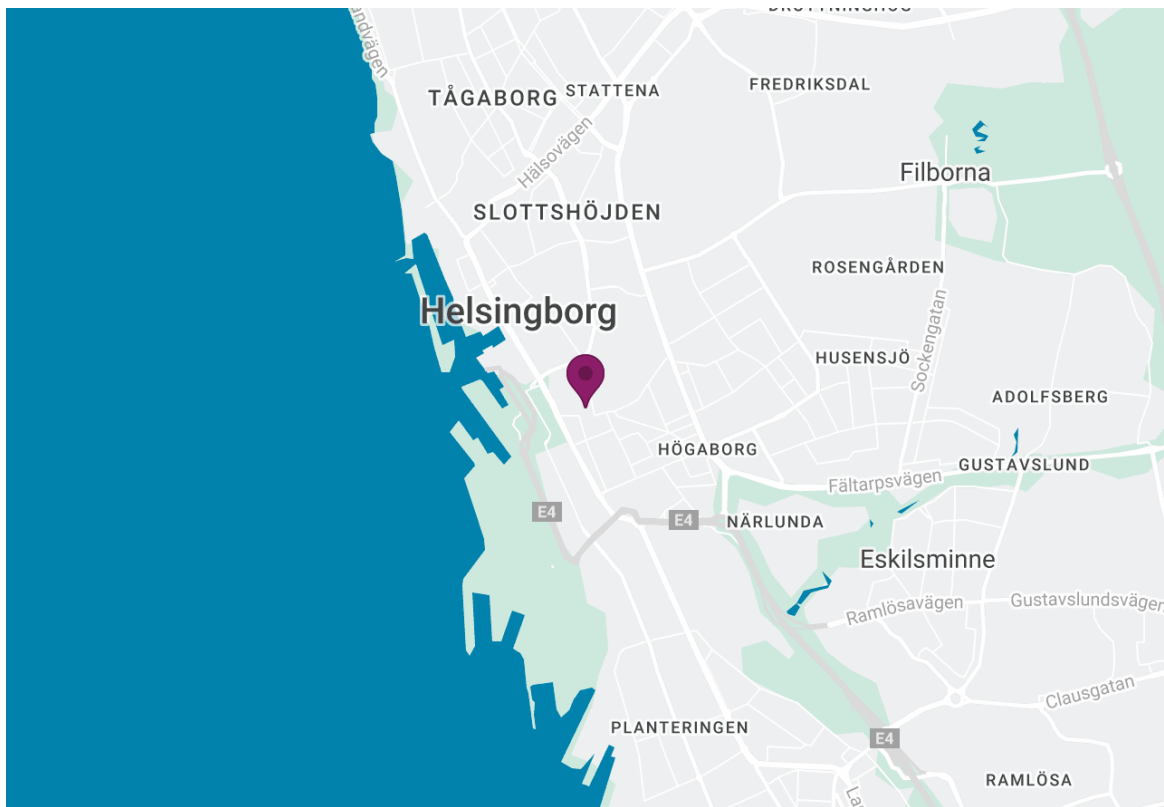 DROTTNINGHÖG
TÅGABORG
STATTENA
FREDRIKSDAL
Hälsovägen
Filborna
SLOTTSHÖJDEN
ROSENGÅRDEN
Helsingborg
Sockengatan
HUSENSJÖ
ADOLFSBERG
HÖGABORG
GUSTAVSLUND
Fältarpsvägen
E4
E4
NÄRLUNDA
Eskilsminne
Ramlösavägen
Gustavslundsvägen
Clausgatan
PLANTERINGEN
E4
RAMLÖSA